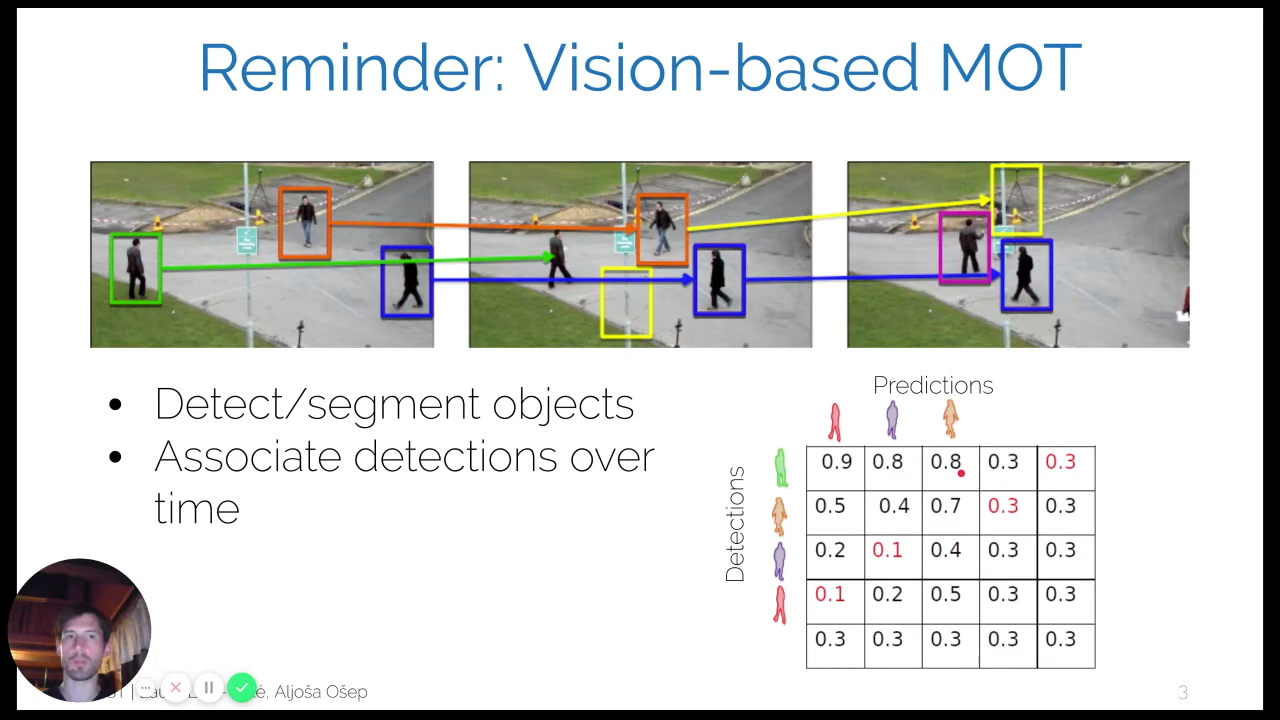 Reminder: Vision-based MOT
• Detect/segment objects
• Associate detections over
time
Predictions
Detections
0.9 0.8 0.8 0.3 0.3
0.5 0.4 0.7 0.3 0.3
0.2 0.1 0.4 0.3 0.3
0.1 0.2 0.5 0.3 0.3
0.3 0.3 0.3 0.3 0.3
Aljoša Ošep
3